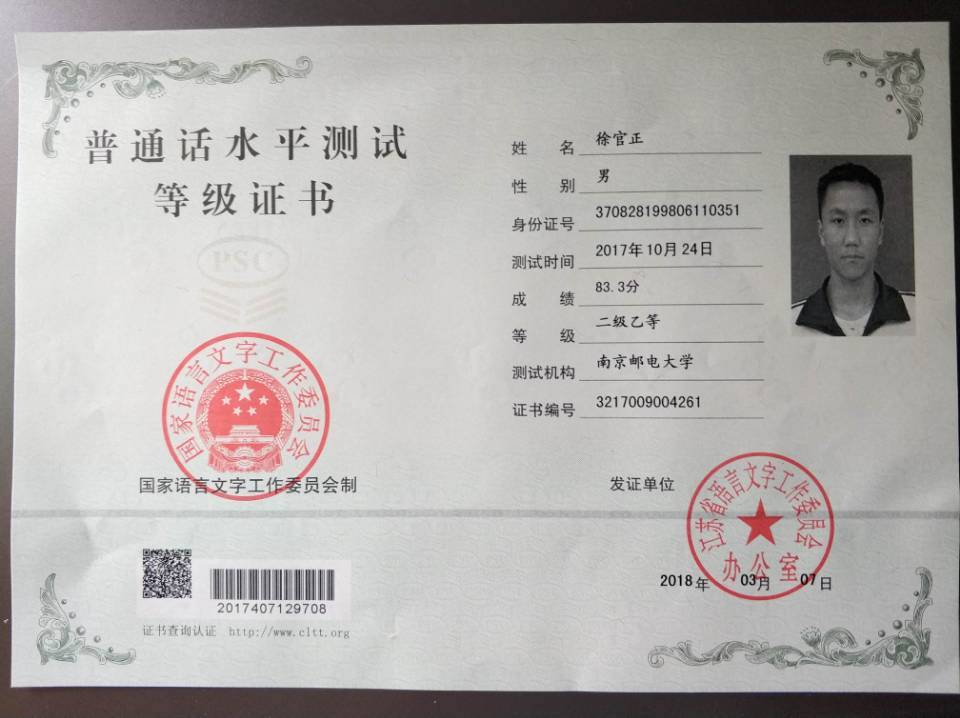 普通话水平测试
等级证书
PSC
国家语言文字工作委员会
国家语言文字工作委员会制
2017407129708
证书查询认证 http://www.cltt.org
姓 名 徐官正
性 别 男
身份证号 370828199806110351
测试时间 2017年10月24日
成 绩 83.3分
等 级 二级乙等
测试机构 南京邮电大学
证书编号 3217009004261
发证单位
江苏省语言文字工作委员会
办公室
2018年 03月 07日